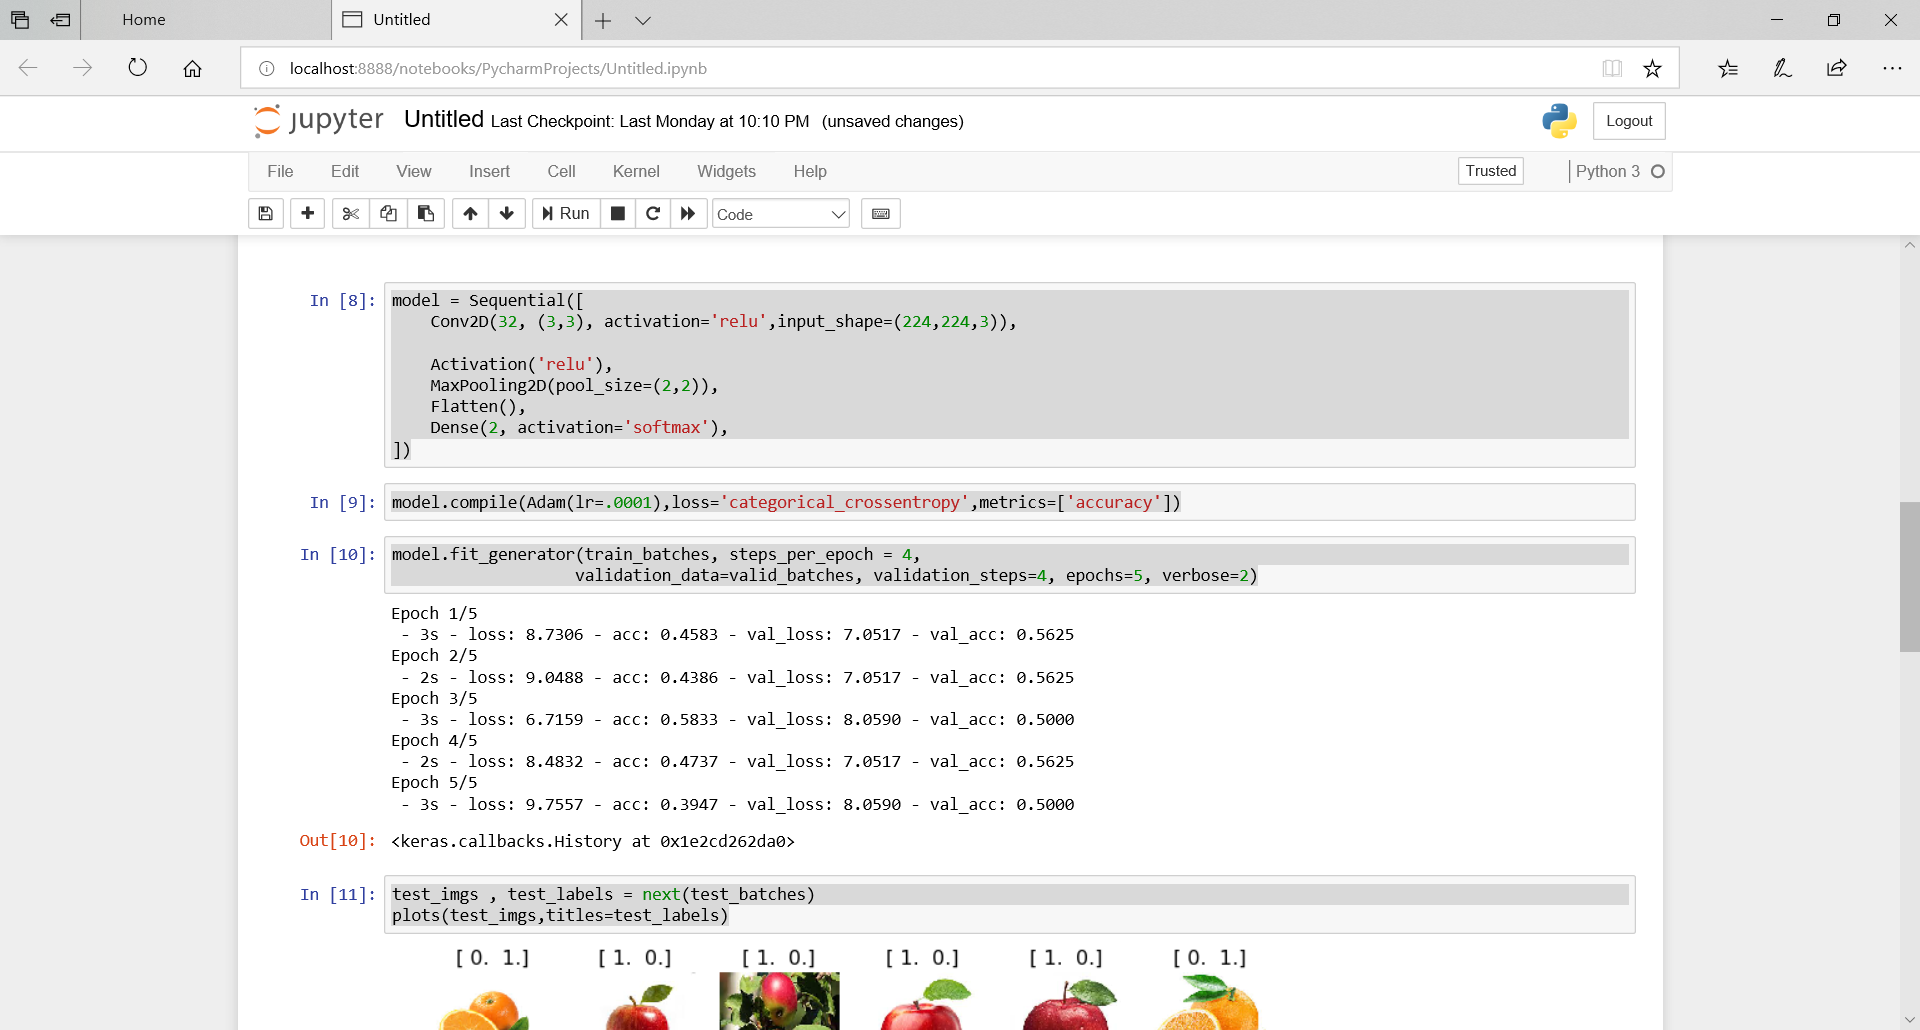 Home
Untitled
localhost:8888/notebooks/PycharmProjects/Untitled.ipynb
jupyter Untitled Last Checkpoint: Last Monday at 10:10 PM (unsaved changes)
Logout
File Edit View Insert Cell Kernel Widgets Help
Trusted
Python 3
Run
Code
In [8]: model = Sequential([
    Conv2D(32, (3,3), activation='relu',input_shape=(224,224,3)),
    Activation('relu'),
    MaxPooling2D(pool_size=(2,2)),
    Flatten(),
    Dense(2, activation='softmax'),
])
In [9]: model.compile(Adam(lr=.0001),loss='categorical_crossentropy',metrics=['accuracy'])
In [10]: model.fit_generator(train_batches, steps_per_epoch = 4,
                   validation_data=valid_batches, validation_steps=4, epochs=5, verbose=2)
Epoch 1/5
 - 3s - loss: 8.7306 - acc: 0.4583 - val_loss: 7.0517 - val_acc: 0.5625
Epoch 2/5
 - 2s - loss: 9.0488 - acc: 0.4386 - val_loss: 7.0517 - val_acc: 0.5625
Epoch 3/5
 - 3s - loss: 6.7159 - acc: 0.5833 - val_loss: 8.0590 - val_acc: 0.5000
Epoch 4/5
 - 2s - loss: 8.4832 - acc: 0.4737 - val_loss: 7.0517 - val_acc: 0.5625
Epoch 5/5
 - 3s - loss: 9.7557 - acc: 0.3947 - val_loss: 8.0590 - val_acc: 0.5000
Out[10]: <keras.callbacks.History at 0x1e2cd262da0>
In [11]: test_imgs , test_labels = next(test_batches)
plots(test_imgs,titles=test_labels)
[ 0. 1.] [ 1. 0.] [ 1. 0.] [ 1. 0.] [ 1. 0.] [ 0. 1.]